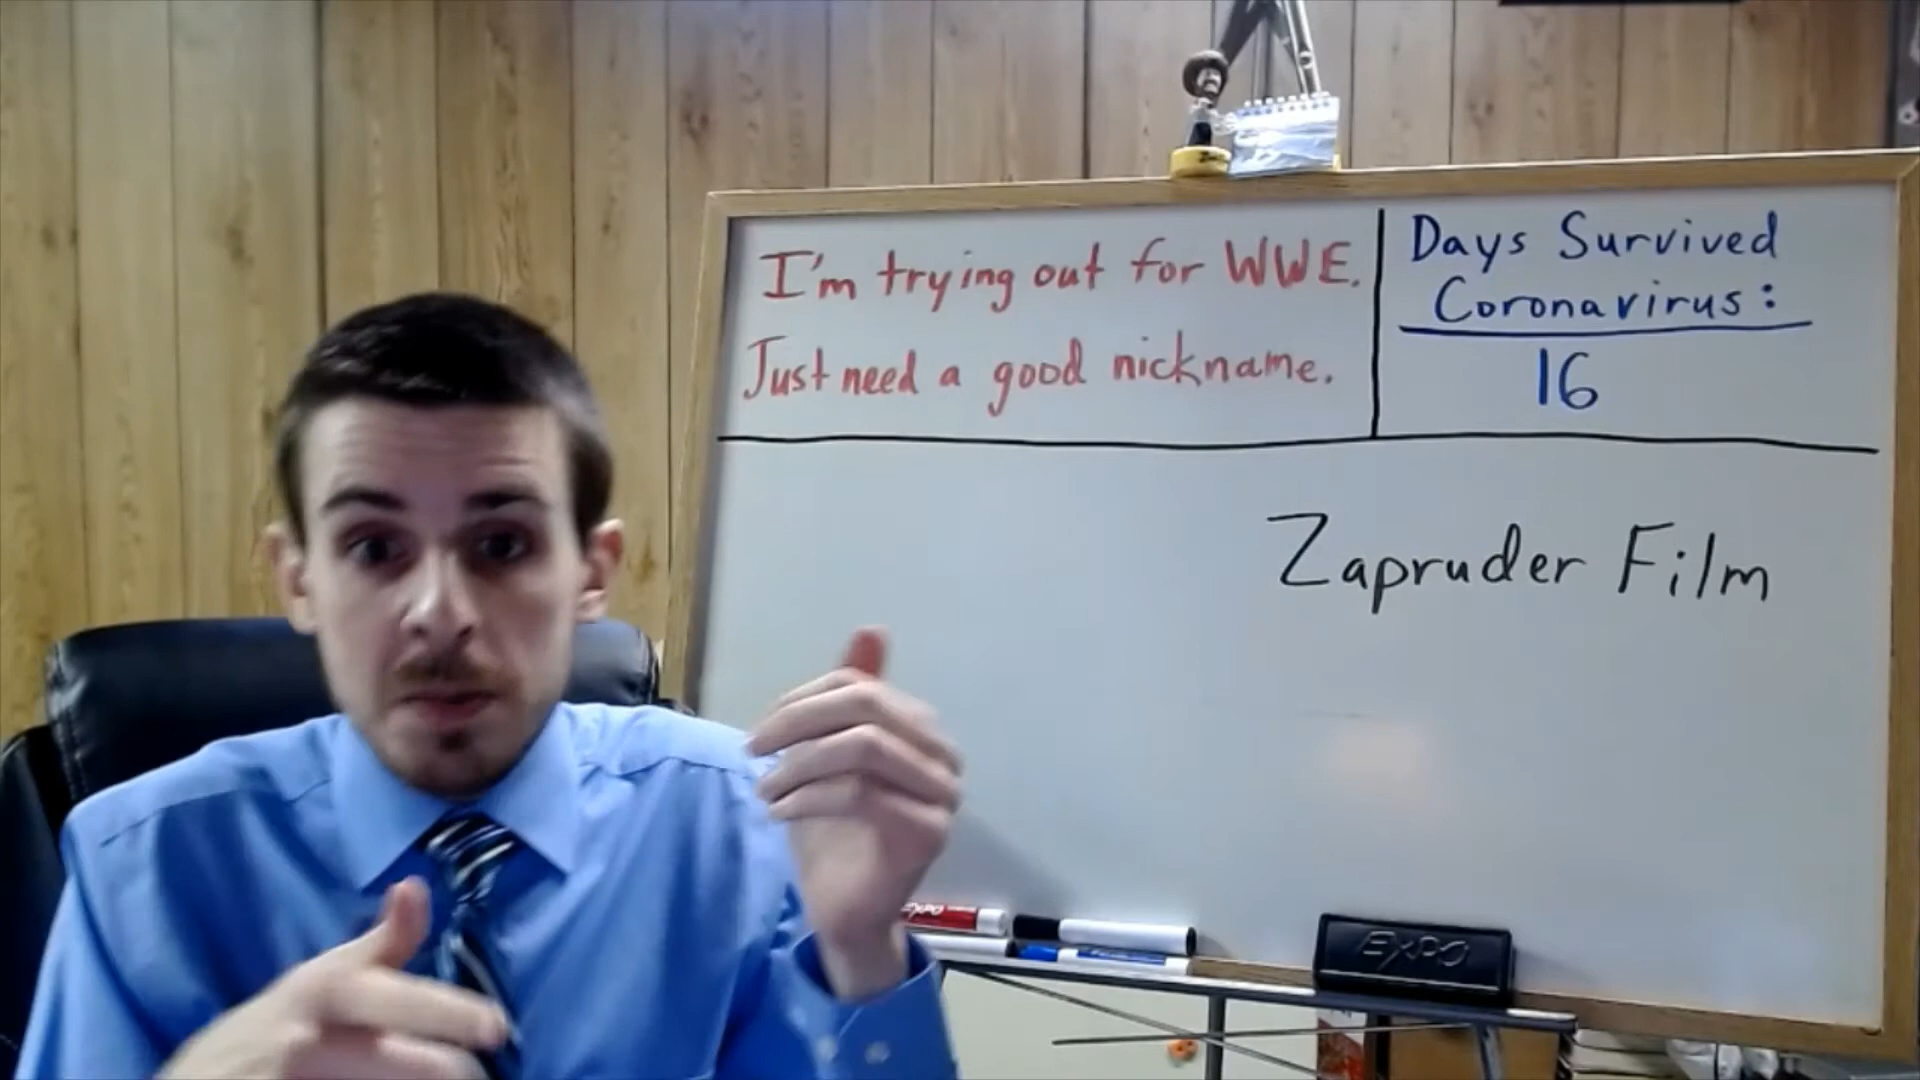 I'm trying out for WWE.
Just need a good nickname.
Days Survived
Coronavirus:
16
Zapruder Film
EXPO